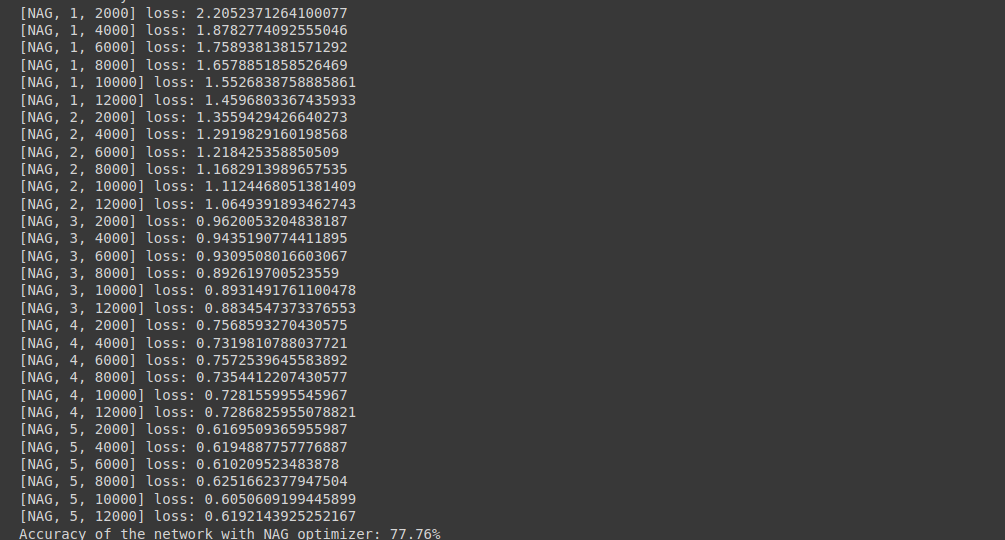 [NAG, 1, 2000] loss: 2.2052371264100077
[NAG, 1, 4000] loss: 1.8782774092555046
[NAG, 1, 6000] loss: 1.7589381381571292
[NAG, 1, 8000] loss: 1.6578851858526469
[NAG, 1, 10000] loss: 1.5526838758885861
[NAG, 1, 12000] loss: 1.4596803367435933
[NAG, 2, 2000] loss: 1.3559429426640273
[NAG, 2, 4000] loss: 1.2919829160198568
[NAG, 2, 6000] loss: 1.218425358850509
[NAG, 2, 8000] loss: 1.1682913989657535
[NAG, 2, 10000] loss: 1.1124468051381409
[NAG, 2, 12000] loss: 1.0649391893462743
[NAG, 3, 2000] loss: 0.9620053204838187
[NAG, 3, 4000] loss: 0.9435190774411895
[NAG, 3, 6000] loss: 0.9309508016603067
[NAG, 3, 8000] loss: 0.892619700523559
[NAG, 3, 10000] loss: 0.8931491761100478
[NAG, 3, 12000] loss: 0.8834547373376553
[NAG, 4, 2000] loss: 0.7568593270430575
[NAG, 4, 4000] loss: 0.7319810788037721
[NAG, 4, 6000] loss: 0.7572539645583892
[NAG, 4, 8000] loss: 0.7354412207430577
[NAG, 4, 10000] loss: 0.728155995545967
[NAG, 4, 12000] loss: 0.7286825955078821
[NAG, 5, 2000] loss: 0.6169509365955987
[NAG, 5, 4000] loss: 0.6194887757776887
[NAG, 5, 6000] loss: 0.610209523483878
[NAG, 5, 8000] loss: 0.6251662377947504
[NAG, 5, 10000] loss: 0.6050609199445899
[NAG, 5, 12000] loss: 0.6192143925252167
Accuracy of the network with NAG optimizer: 77.76%